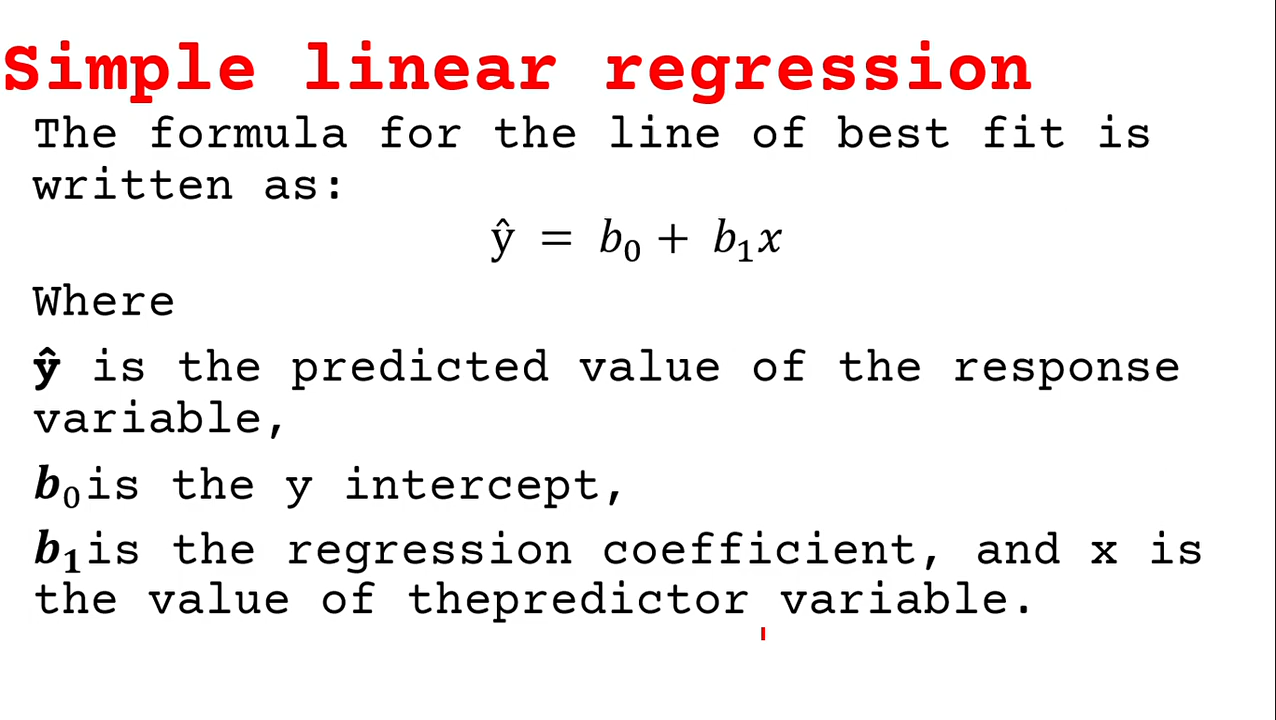 Simple linear regression
The formula for the line of best fit is
written as:
ŷ = b₀ + b₁x
Where
ŷ is the predicted value of the response
variable,
b₀is the y intercept,
b₁is the regression coefficient, and x is
the value of thepredictor variable.